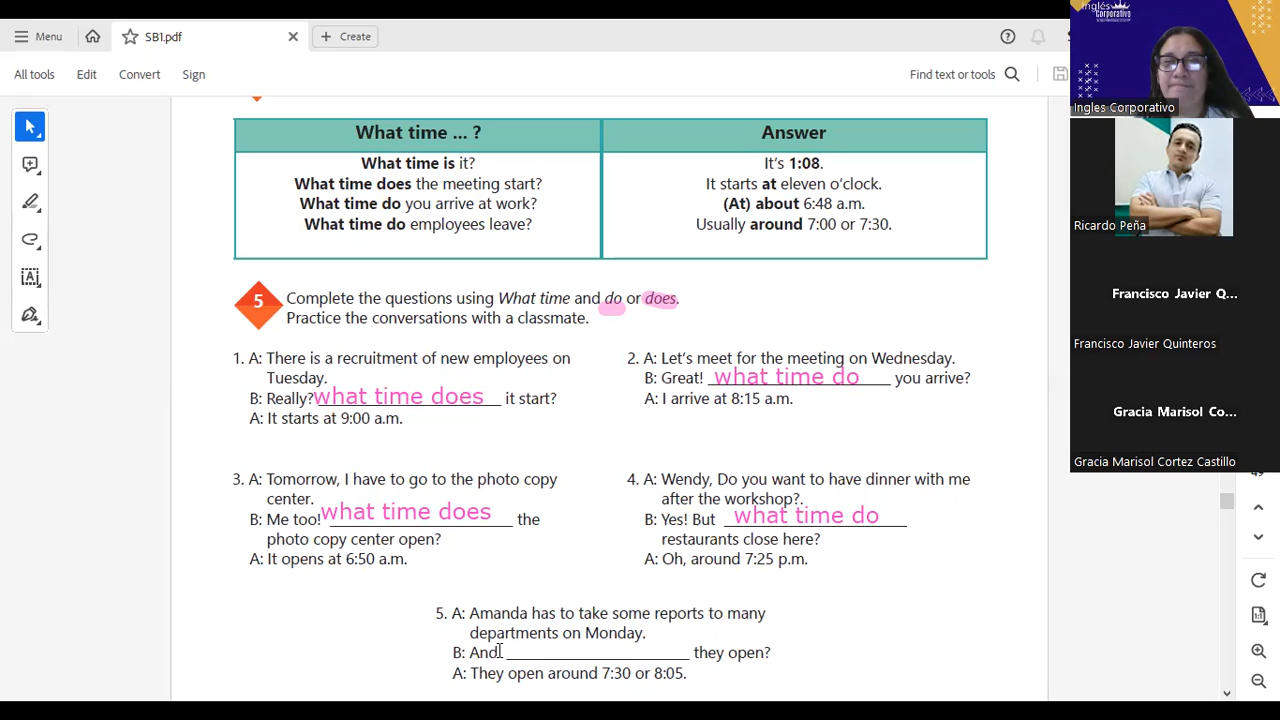 Menu
SB1.pdf
Create
All tools
Edit
Convert
Sign
Find text or tools
What time ... ?
Answer
What time is it?
It's 1:08.
What time does the meeting start?
It starts at eleven o'clock.
What time do you arrive at work?
(At) about 6:48 a.m.
What time do employees leave?
Usually around 7:00 or 7:30.
5
Complete the questions using What time and do or does.
Practice the conversations with a classmate.
1. A: There is a recruitment of new employees on
Tuesday.
B: Really? what time does it start?
A: It starts at 9:00 a.m.
2. A: Let's meet for the meeting on Wednesday.
B: Great! what time do you arrive?
A: I arrive at 8:15 a.m.
3. A: Tomorrow, I have to go to the photo copy
center.
B: Me too! what time does the
photo copy center open?
A: It opens at 6:50 a.m.
4. A: Wendy, Do you want to have dinner with me
after the workshop?.
B: Yes! But what time do
restaurants close here?
A: Oh, around 7:25 p.m.
5. A: Amanda has to take some reports to many
departments on Monday.
B: And ____________________ they open?
A: They open around 7:30 or 8:05.
Inglés
corporativo
Ingles Corporativo
Ricardo Peña
Francisco Javier Q...
Francisco Javier Quinteros
Gracia Marisol Co...
Gracia Marisol Cortez Castillo
1:1